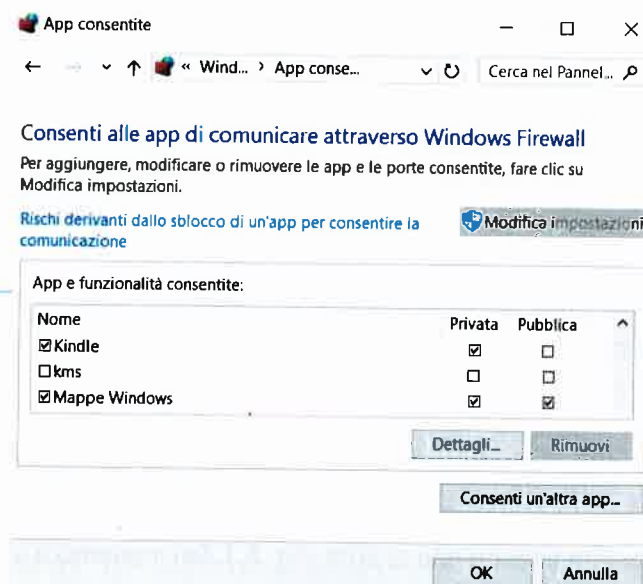 App consentite
« Wind... › App conse...
Cerca nel Pannel...
Consenti alle app di comunicare attraverso Windows Firewall
Per aggiungere, modificare o rimuovere le app e le porte consentite, fare clic su
Modifica impostazioni.
Rischi derivanti dallo sblocco di un'app per consentire la
comunicazione
Modifica impostazioni
App e funzionalità consentite:
Nome Privata Pubblica
Kindle
kms
Mappe Windows
Dettagli...
Rimuovi
Consenti un'altra app...
OK
Annulla